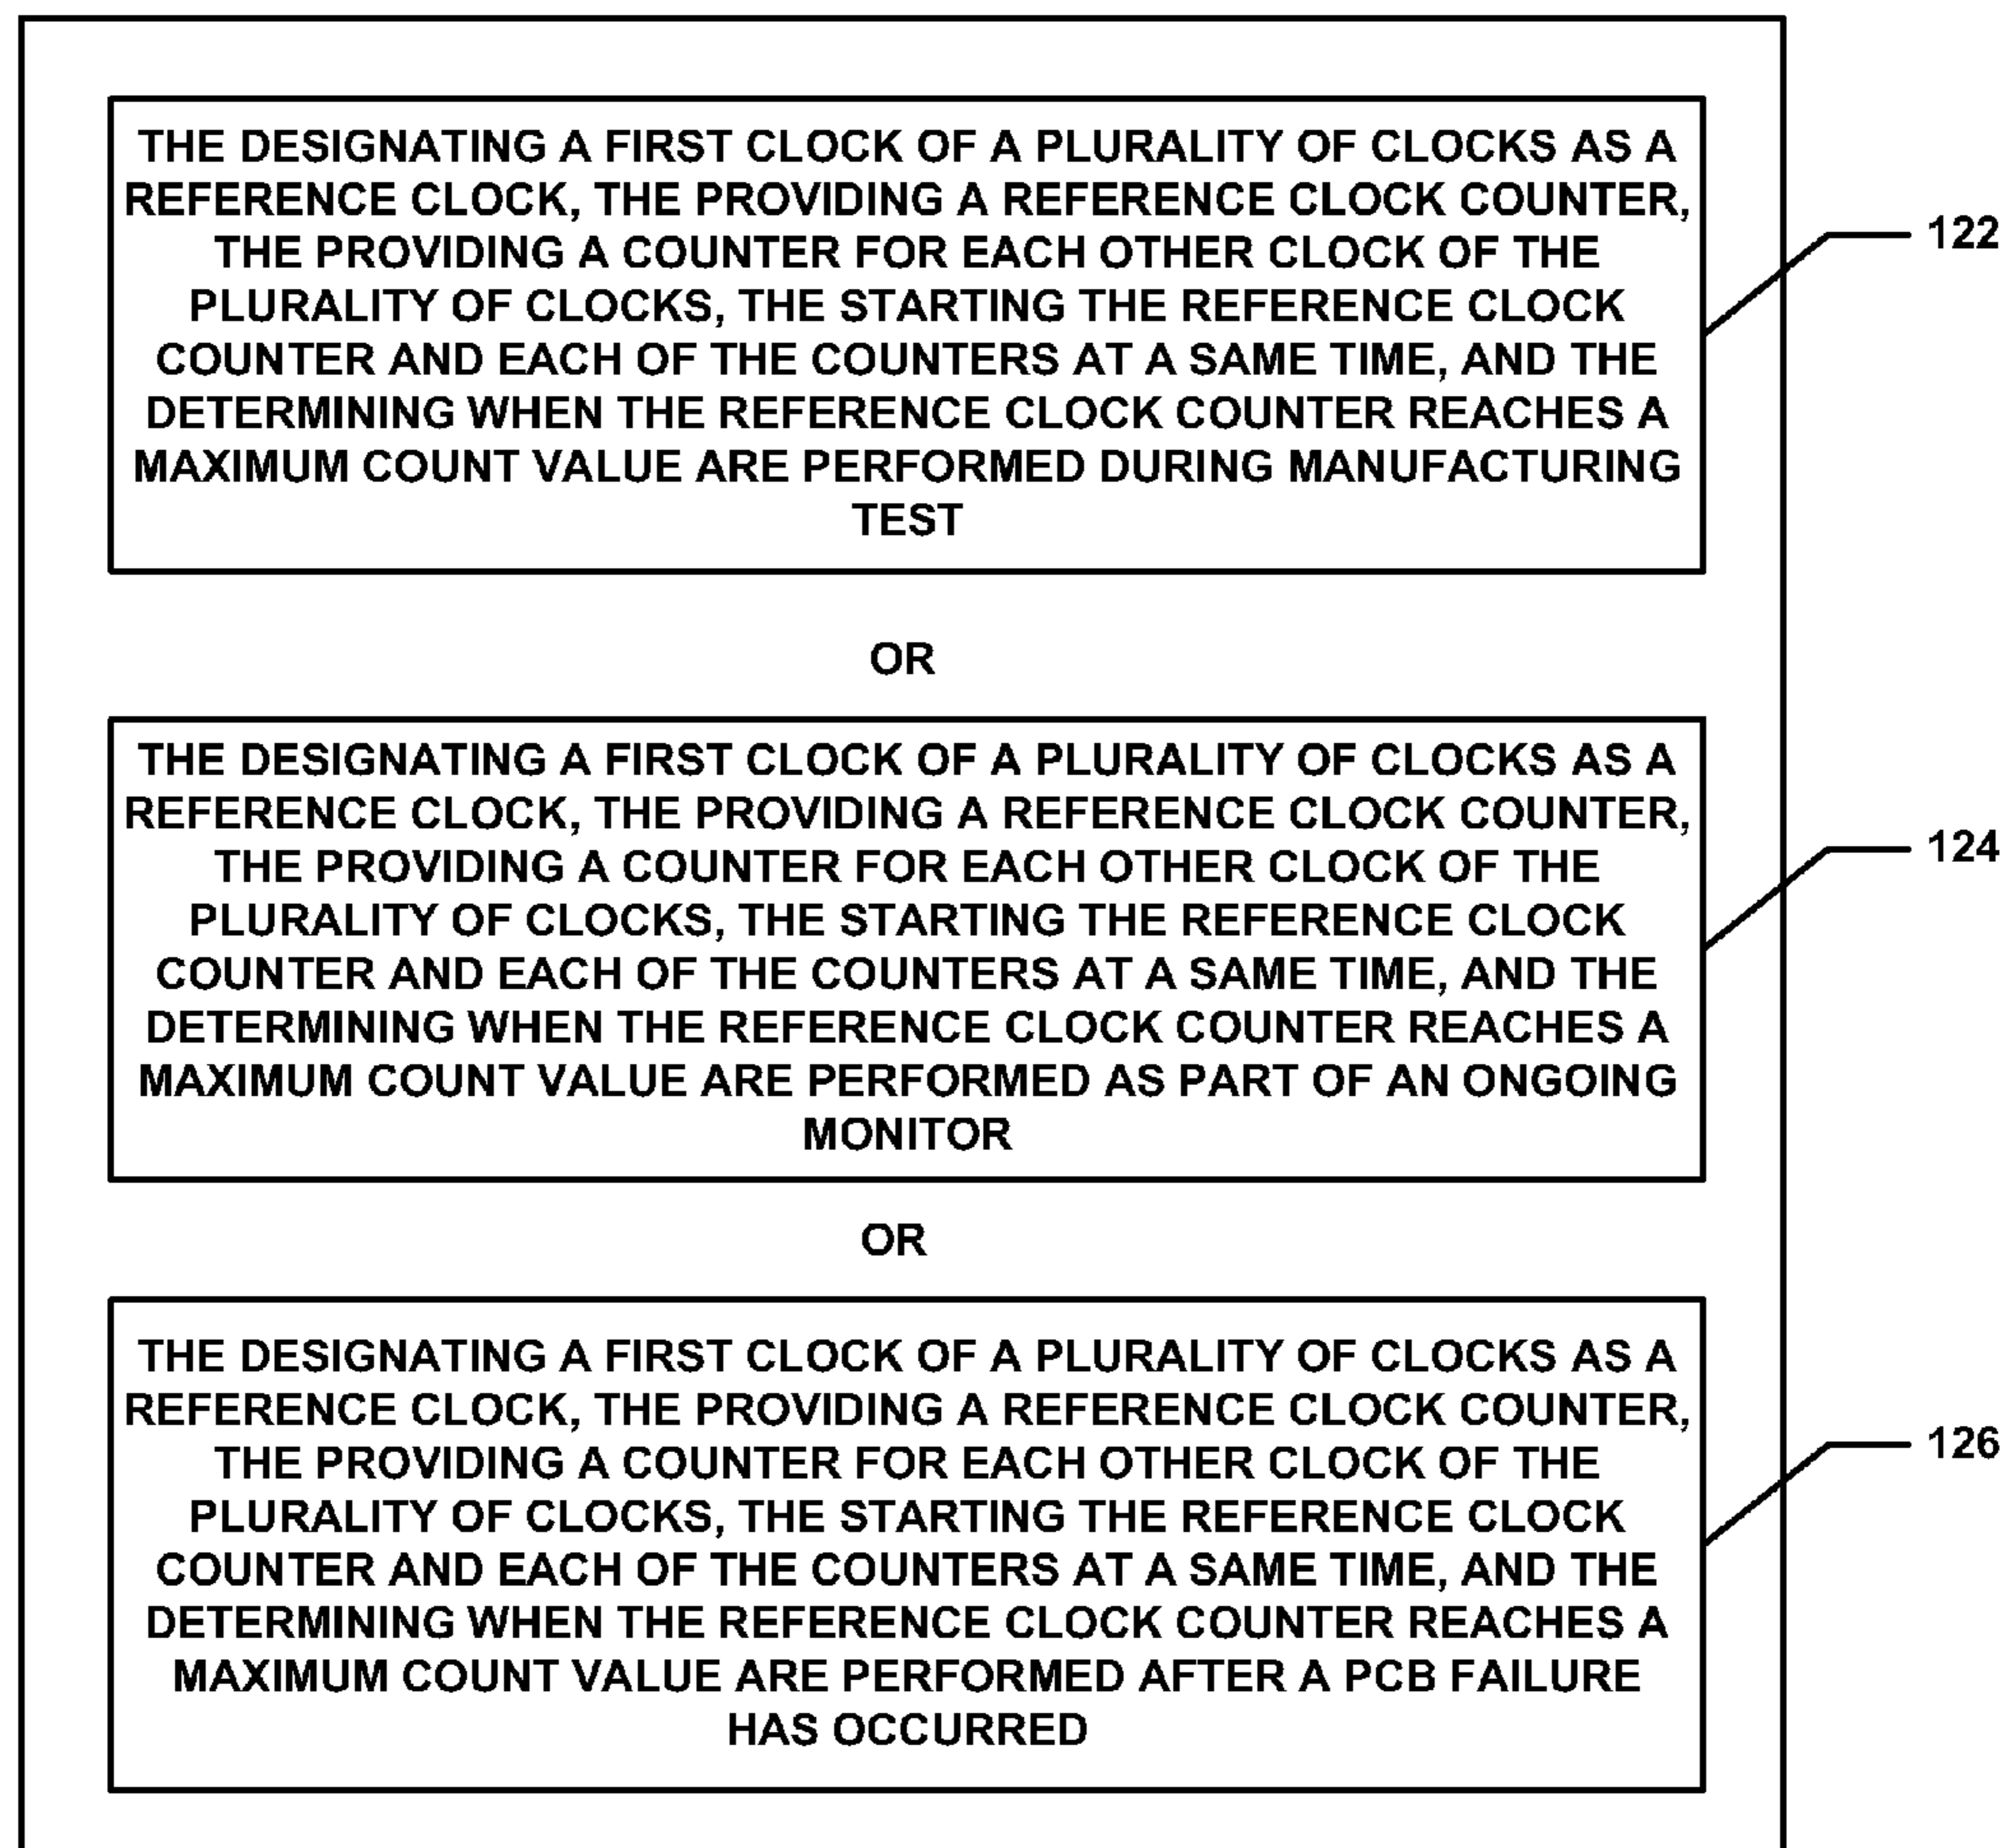 THE DESIGNATING A FIRST CLOCK OF A PLURALITY OF CLOCKS AS A
REFERENCE CLOCK, THE PROVIDING A REFERENCE CLOCK COUNTER,
THE PROVIDING A COUNTER FOR EACH OTHER CLOCK OF THE
PLURALITY OF CLOCKS, THE STARTING THE REFERENCE CLOCK
COUNTER AND EACH OF THE COUNTERS AT A SAME TIME, AND THE
DETERMINING WHEN THE REFERENCE CLOCK COUNTER REACHES A
MAXIMUM COUNT VALUE ARE PERFORMED DURING MANUFACTURING
TEST
122
OR
THE DESIGNATING A FIRST CLOCK OF A PLURALITY OF CLOCKS AS A
REFERENCE CLOCK, THE PROVIDING A REFERENCE CLOCK COUNTER,
THE PROVIDING A COUNTER FOR EACH OTHER CLOCK OF THE
PLURALITY OF CLOCKS, THE STARTING THE REFERENCE CLOCK
COUNTER AND EACH OF THE COUNTERS AT A SAME TIME, AND THE
DETERMINING WHEN THE REFERENCE CLOCK COUNTER REACHES A
MAXIMUM COUNT VALUE ARE PERFORMED AS PART OF AN ONGOING
MONITOR
124
OR
THE DESIGNATING A FIRST CLOCK OF A PLURALITY OF CLOCKS AS A
REFERENCE CLOCK, THE PROVIDING A REFERENCE CLOCK COUNTER,
THE PROVIDING A COUNTER FOR EACH OTHER CLOCK OF THE
PLURALITY OF CLOCKS, THE STARTING THE REFERENCE CLOCK
COUNTER AND EACH OF THE COUNTERS AT A SAME TIME, AND THE
DETERMINING WHEN THE REFERENCE CLOCK COUNTER REACHES A
MAXIMUM COUNT VALUE ARE PERFORMED AFTER A PCB FAILURE
HAS OCCURRED
126